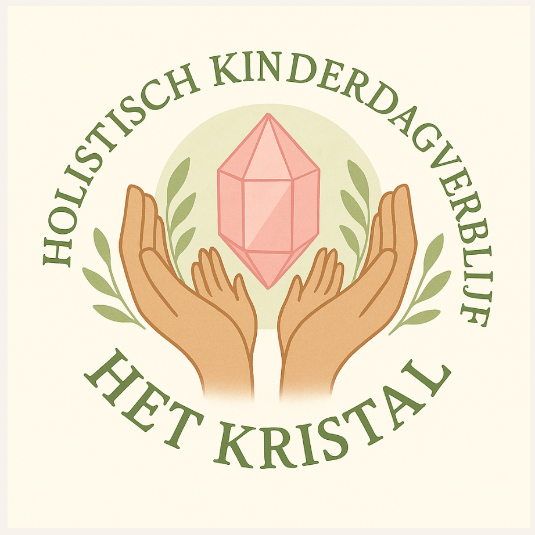 HOLISTISCH KINDERDAGVERBLIJF
HET KRISTAL